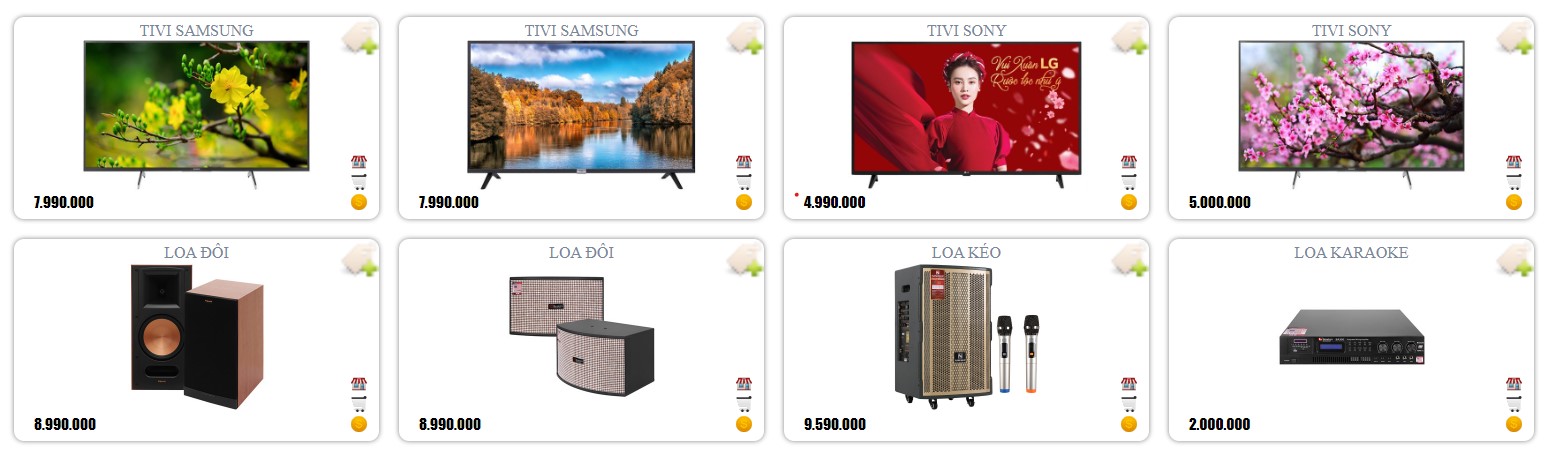 TIVI SAMSUNG
7.990.000
TIVI SAMSUNG
7.990.000
TIVI SONY
Vui Xuân LG
Rước lộc như ý
4.990.000
TIVI SONY
5.000.000
LOA ĐÔI
8.990.000
LOA ĐÔI
8.990.000
LOA KÉO
9.590.000
LOA KARAOKE
2.000.000